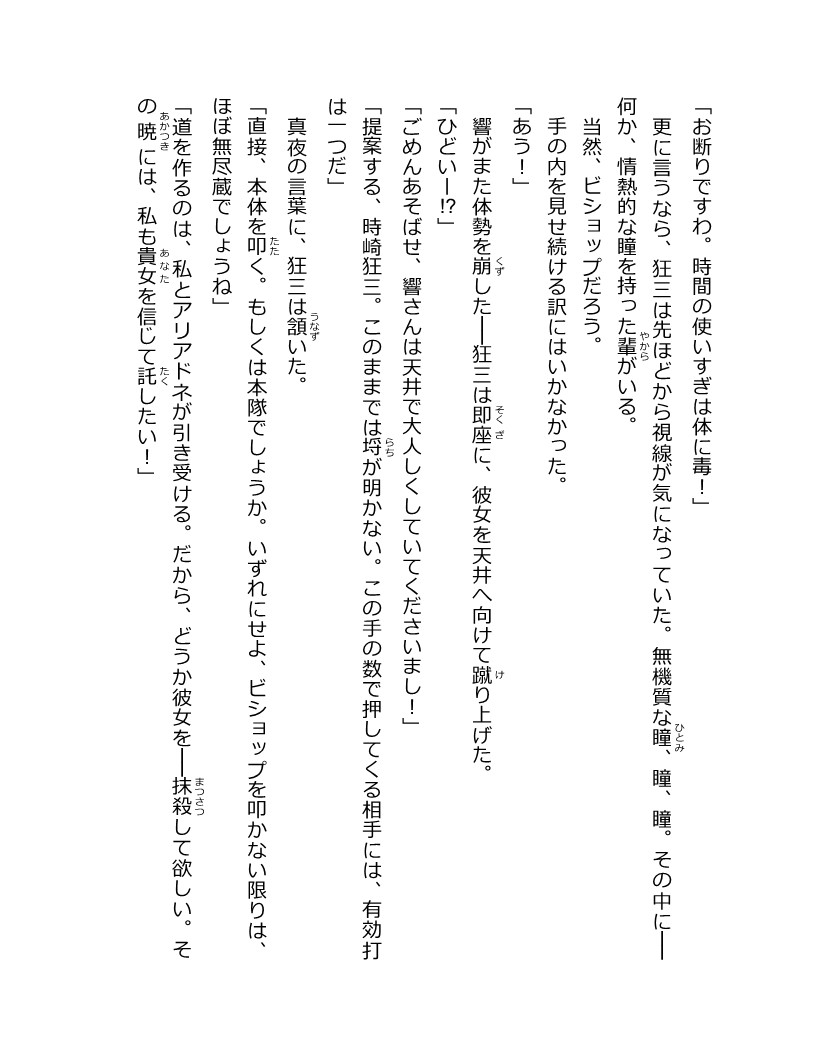 「お断りですわ。時間の使いすぎは体に毒！」
更に言うなら、狂三は先ほどから視線が気になっていた。無機質な瞳、瞳、瞳。その中に――
何か、情熱的な瞳を持った輩がいる。
当然、ビショップだろう。
手の内を見せ続ける訳にはいかなかった。
「あう！」
響がまた体勢を崩した――狂三は即座に、彼女を天井へ向けて蹴り上げた。
「ひどいー⁉」
「ごめんあそばせ、響さんは天井で大人しくしていてくださいまし！」
「提案する、時崎狂三。このままでは埒が明かない。この手の数で押してくる相手には、有効打
は一つだ」
真夜の言葉に、狂三は頷いた。
「直接、本体を叩く。もしくは本隊でしょうか。いずれにせよ、ビショップを叩かない限りは、
ほぼ無尽蔵でしょうね」
「道を作るのは、私とアリアドネが引き受ける。だから、どうか彼女を――抹殺して欲しい。そ
の暁には、私も貴女を信じて託したい！」